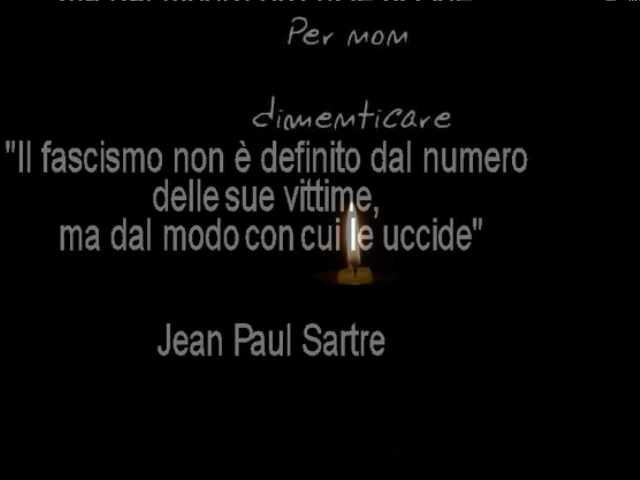 Per non
dimenticare
"Il fascismo non è definito dal numero
delle sue vittime,
ma dal modo con cui le uccide"
Jean Paul Sartre